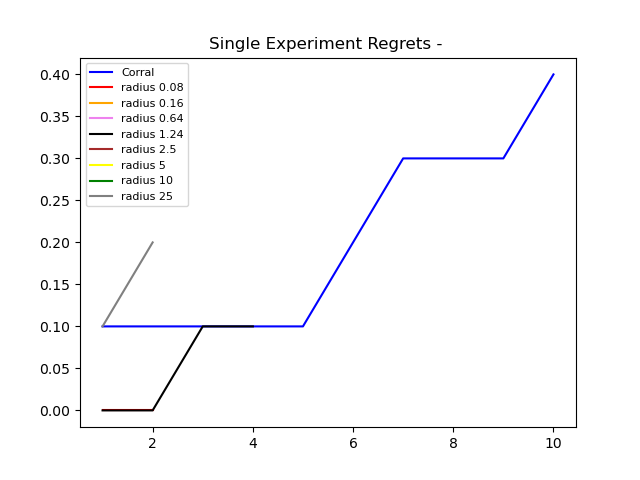 Single Experiment Regrets -
Corral
radius 0.08
radius 0.16
radius 0.64
radius 1.24
radius 2.5
radius 5
radius 10
radius 25
0.40
0.35
0.30
0.25
0.20
0.15
0.10
0.05
0.00
2 4 6 8 10